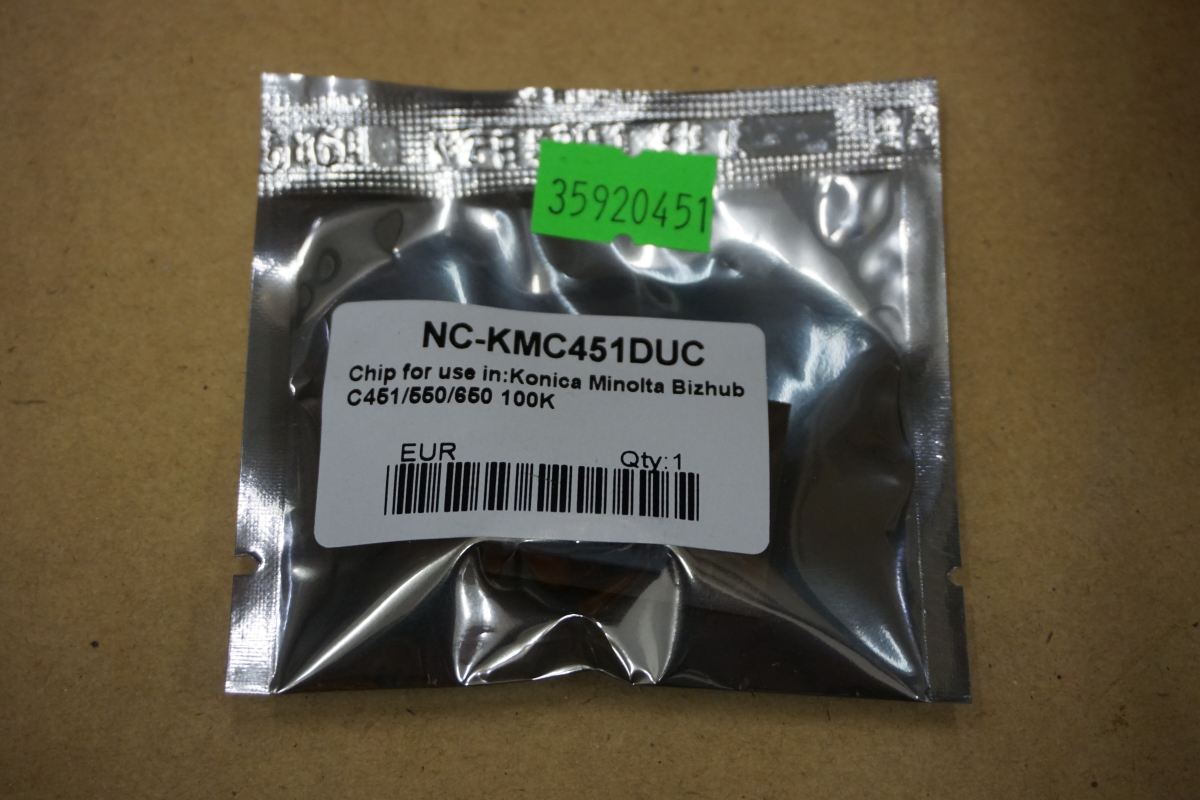 35920451
NC-KMC451DUC
Chip for use in:Konica Minolta Bizhub
C451/550/650 100K
EUR Qty:1